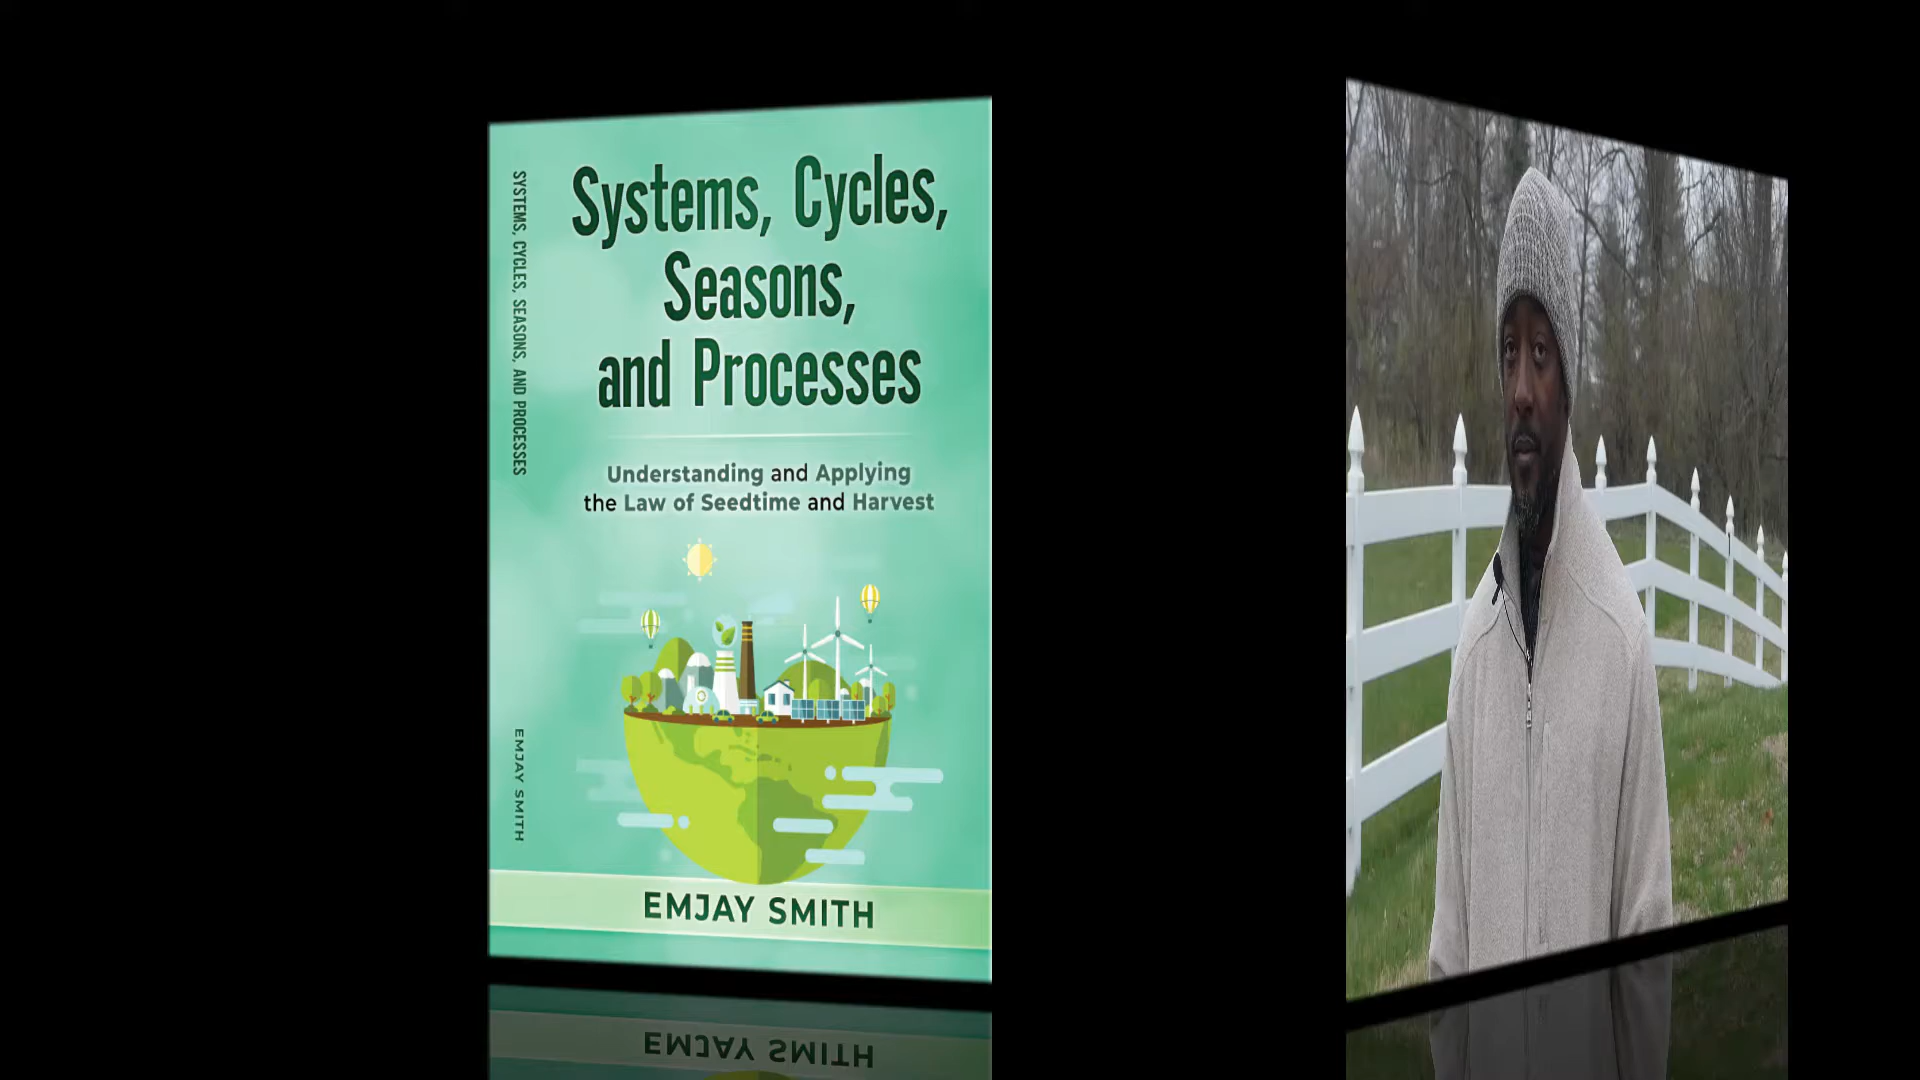 SYSTEMS, CYCLES, SEASONS, AND PROCESSES
EMJAY SMITH
Systems, Cycles,
Seasons,
and Processes
Understanding and Applying
the Law of Seedtime and Harvest
EMJAY SMITH
EMJAY SMITH